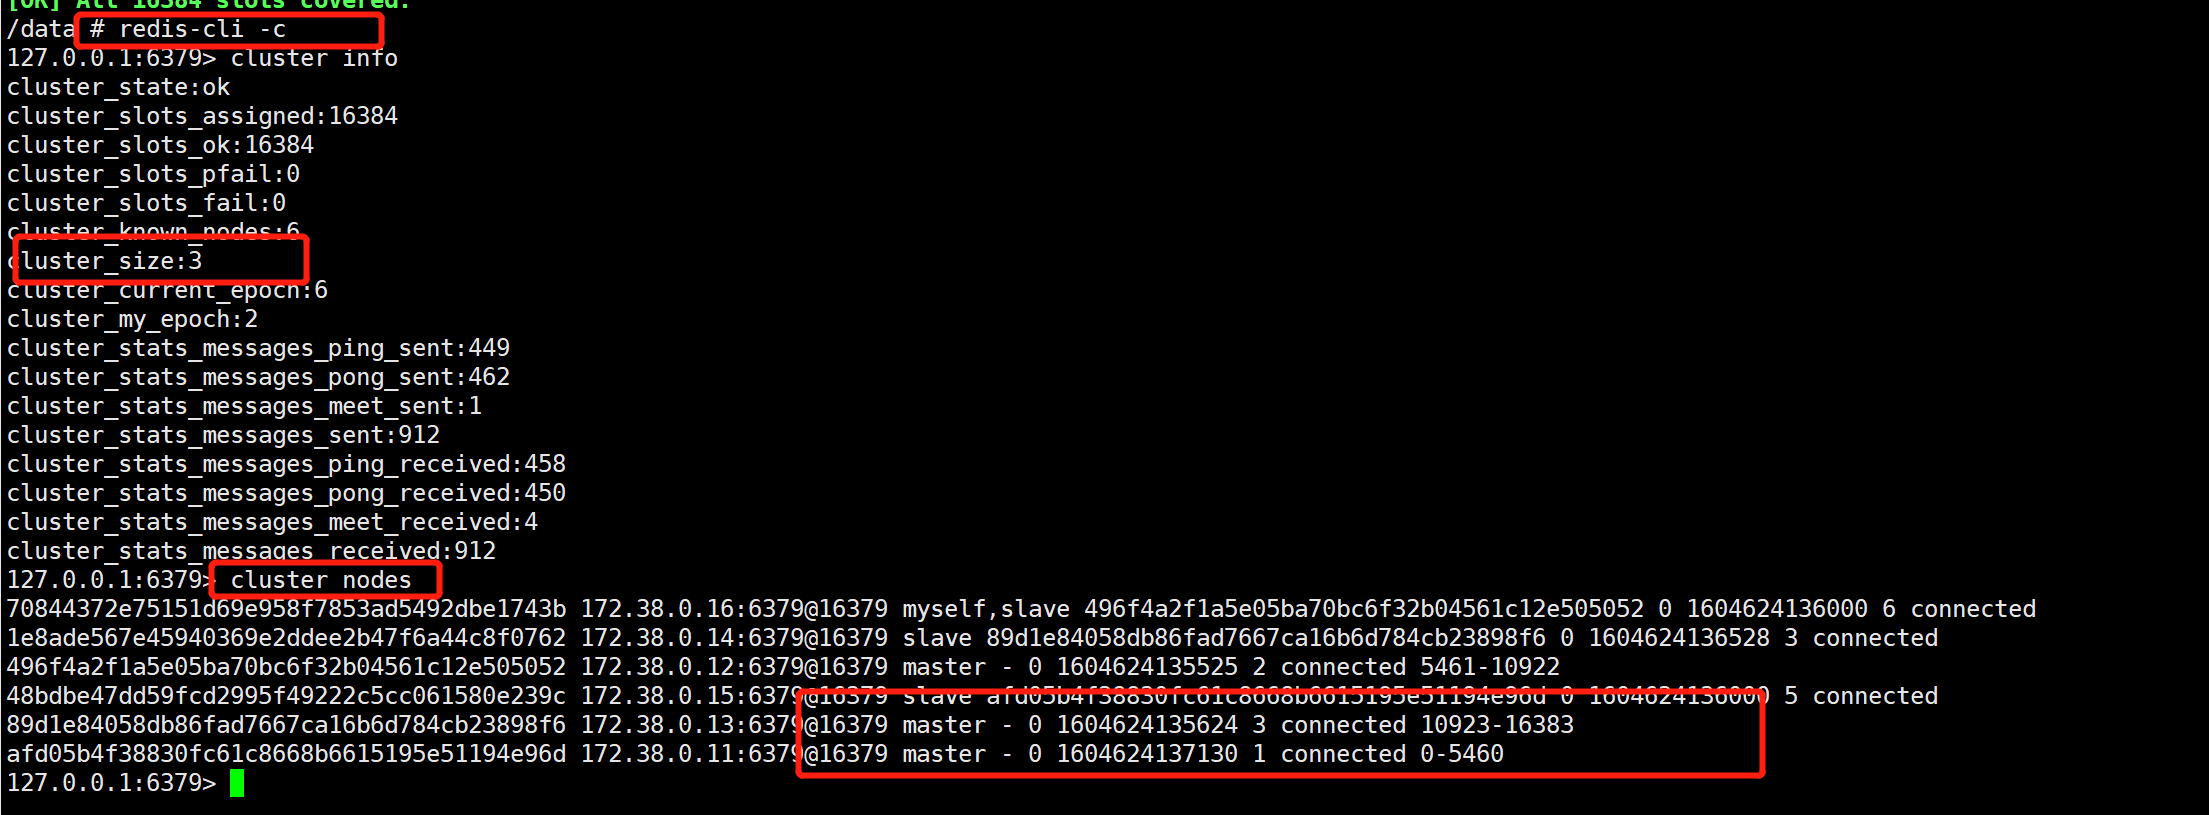 [OK] All 16384 slots covered.
/data # redis-cli -c
127.0.0.1:6379> cluster info
cluster_state:ok
cluster_slots_assigned:16384
cluster_slots_ok:16384
cluster_slots_pfail:0
cluster_slots_fail:0
cluster_known_nodes:6
cluster_size:3
cluster_current_epoch:6
cluster_my_epoch:2
cluster_stats_messages_ping_sent:449
cluster_stats_messages_pong_sent:462
cluster_stats_messages_meet_sent:1
cluster_stats_messages_sent:912
cluster_stats_messages_ping_received:458
cluster_stats_messages_pong_received:450
cluster_stats_messages_meet_received:4
cluster_stats_messages_received:912
127.0.0.1:6379> cluster nodes
70844372e75151d69e958f7853ad5492dbe1743b 172.38.0.16:6379@16379 myself,slave 496f4a2f1a5e05ba70bc6f32b04561c12e505052 0 1604624136000 6 connected
1e8ade567e45940369e2ddee2b47f6a44c8f0762 172.38.0.14:6379@16379 slave 89d1e84058db86fad7667ca16b6d784cb23898f6 0 1604624136528 3 connected
496f4a2f1a5e05ba70bc6f32b04561c12e505052 172.38.0.12:6379@16379 master - 0 1604624135525 2 connected 5461-10922
48bdbe47dd59fcd2995f49222c5cc061580e239c 172.38.0.15:6379@16379 slave afd05b4f38830fc61c8668b6615195e51194e96d 0 1604624136000 5 connected
89d1e84058db86fad7667ca16b6d784cb23898f6 172.38.0.13:6379@16379 master - 0 1604624135624 3 connected 10923-16383
afd05b4f38830fc61c8668b6615195e51194e96d 172.38.0.11:6379@16379 master - 0 1604624137130 1 connected 0-5460
127.0.0.1:6379>